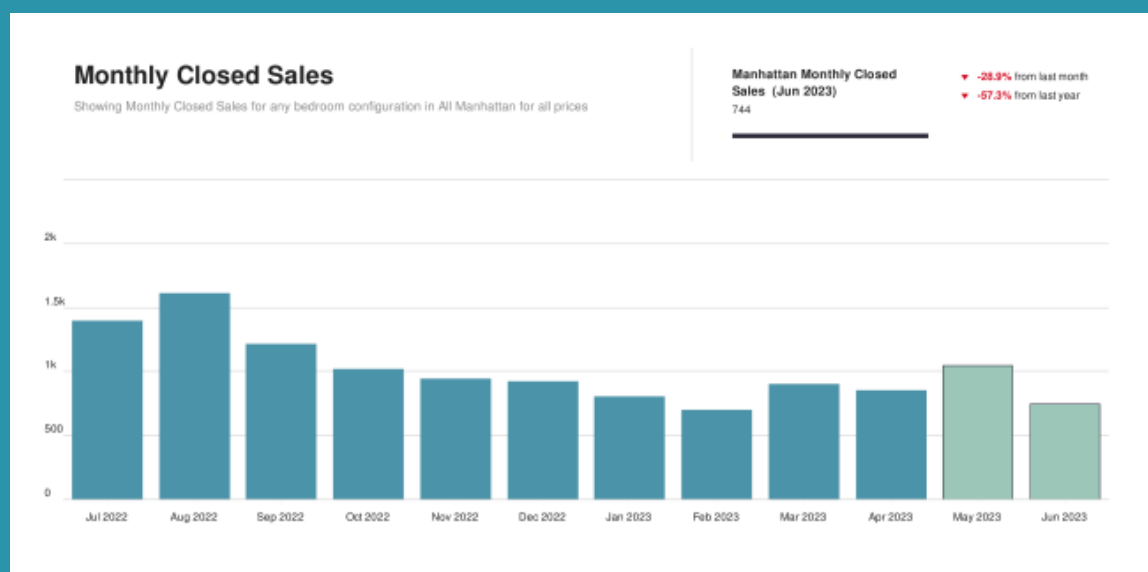 Monthly Closed Sales
Showing Monthly Closed Sales for any bedroom configuration in All Manhattan for all prices
Manhattan Monthly Closed
Sales (Jun 2023)
744
▼ -28.9% from last month
▼ -57.3% from last year
2k
1.5k
1k
500
0
Jul 2022 Aug 2022 Sep 2022 Oct 2022 Nov 2022 Dec 2022 Jan 2023 Feb 2023 Mar 2023 Apr 2023 May 2023 Jun 2023